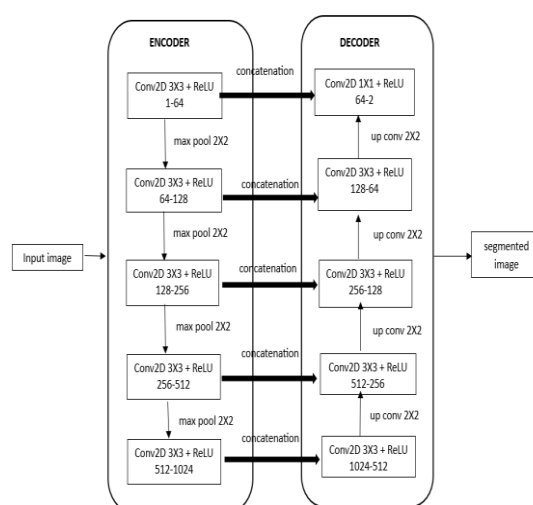 ENCODER
DECODER
Conv2D 3X3 + ReLU
1-64
concatenation
Conv2D 1X1 + ReLU
64-2
max pool 2X2
up conv 2X2
Conv2D 3X3 + ReLU
64-128
concatenation
Conv2D 3X3 + ReLU
128-64
max pool 2X2
up conv 2X2
Input image
Conv2D 3X3 + ReLU
128-256
concatenation
Conv2D 3X3 + ReLU
256-128
segmented
image
max pool 2X2
up conv 2X2
Conv2D 3X3 + ReLU
256-512
concatenation
Conv2D 3X3 + ReLU
512-256
max pool 2X2
up conv 2X2
Conv2D 3X3 + ReLU
512-1024
concatenation
Conv2D 3X3 + ReLU
1024-512